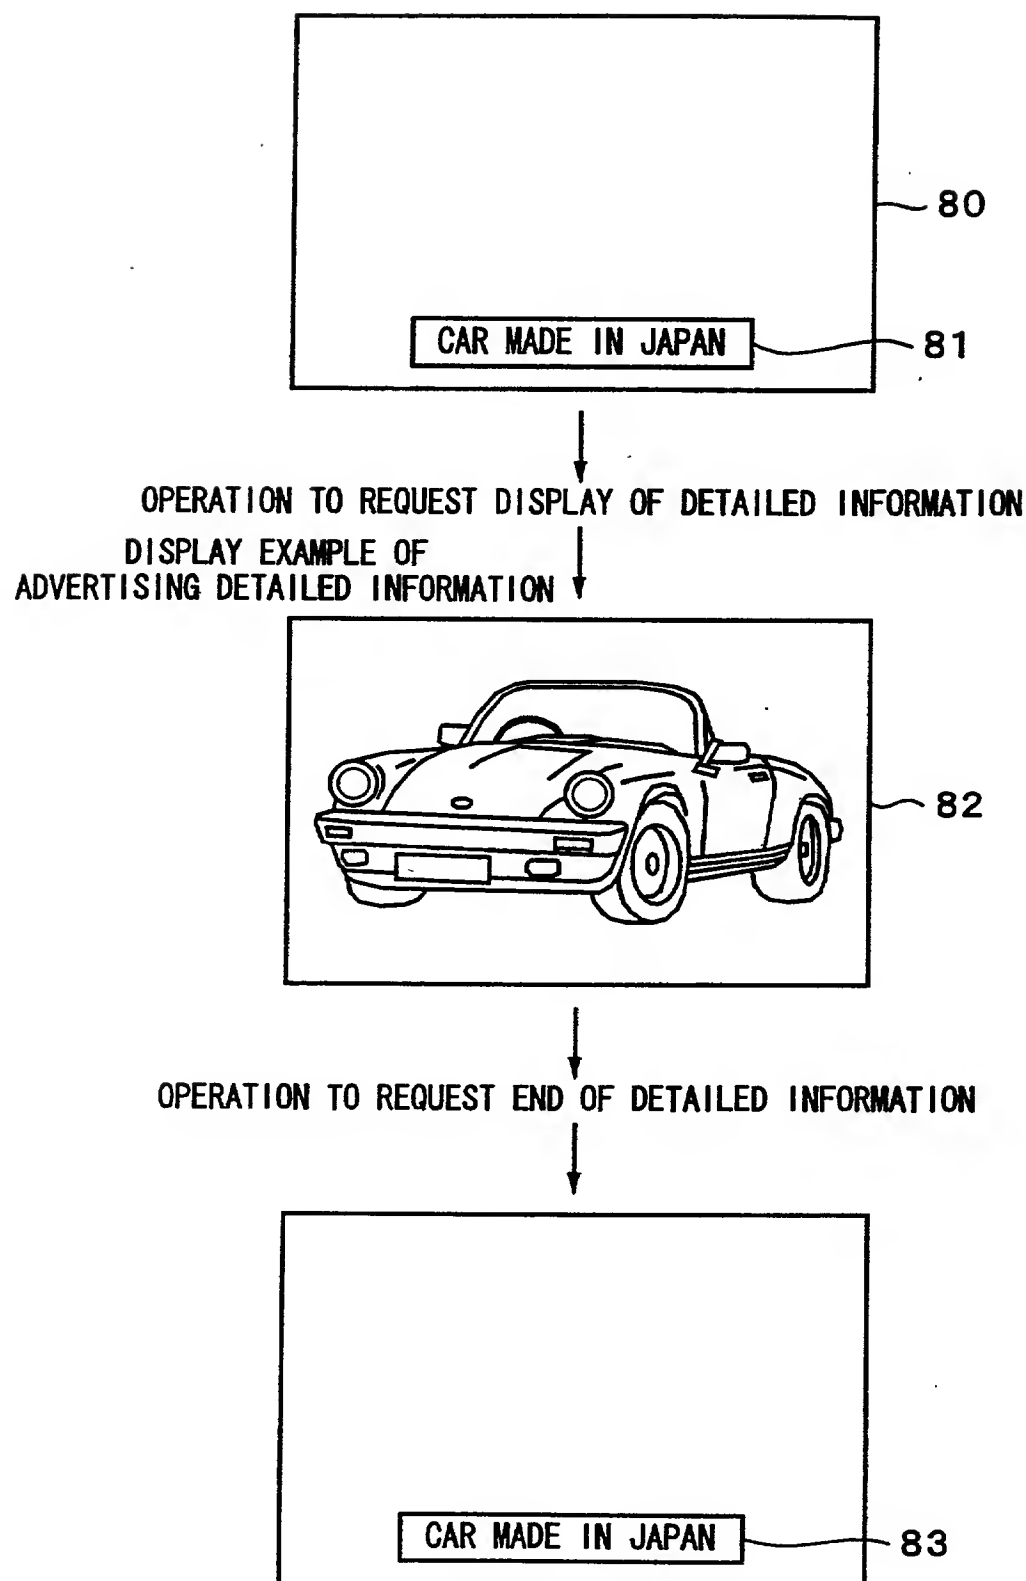 80
CAR MADE IN JAPAN
81
OPERATION TO REQUEST DISPLAY OF DETAILED INFORMATION
DISPLAY EXAMPLE OF
ADVERTISING DETAILED INFORMATION
82
OPERATION TO REQUEST END OF DETAILED INFORMATION
CAR MADE IN JAPAN
83